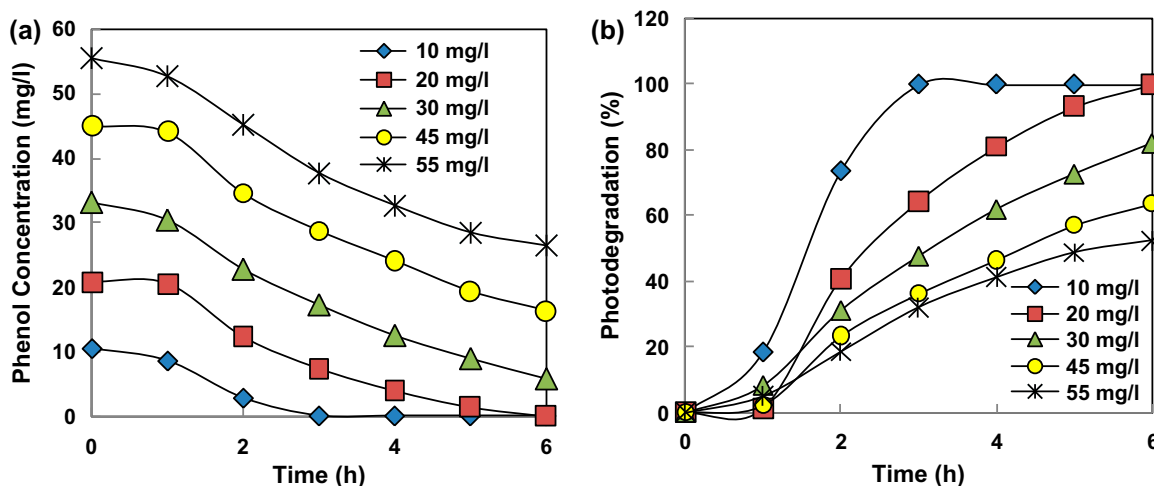 (a)
Phenol Concentration (mg/l)
60
50
40
30
20
10
0
0 2 4 6
Time (h)
10 mg/l
20 mg/l
30 mg/l
45 mg/l
55 mg/l
(b)
Photodegradation (%)
120
100
80
60
40
20
0
0 2 4 6
Time (h)
10 mg/l
20 mg/l
30 mg/l
45 mg/l
55 mg/l